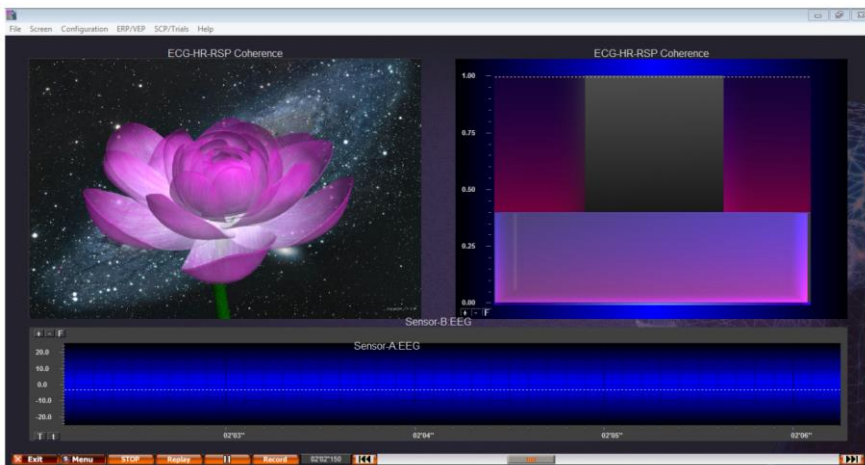 File Screen Configuration ERP/VEP SCP/Trials Help
ECG-HR-RSP Coherence
ECG-HR-RSP Coherence
1.00
0.75
0.50
0.25
0.00
+ - F
Sensor-B:EEG
+ - F
Sensor-A:EEG
20.0
10.0
0.0
-10.0
-20.0
02'03"
02'04"
02'05"
02'06"
X Exit Menu STOP Replay Record 02'02"150